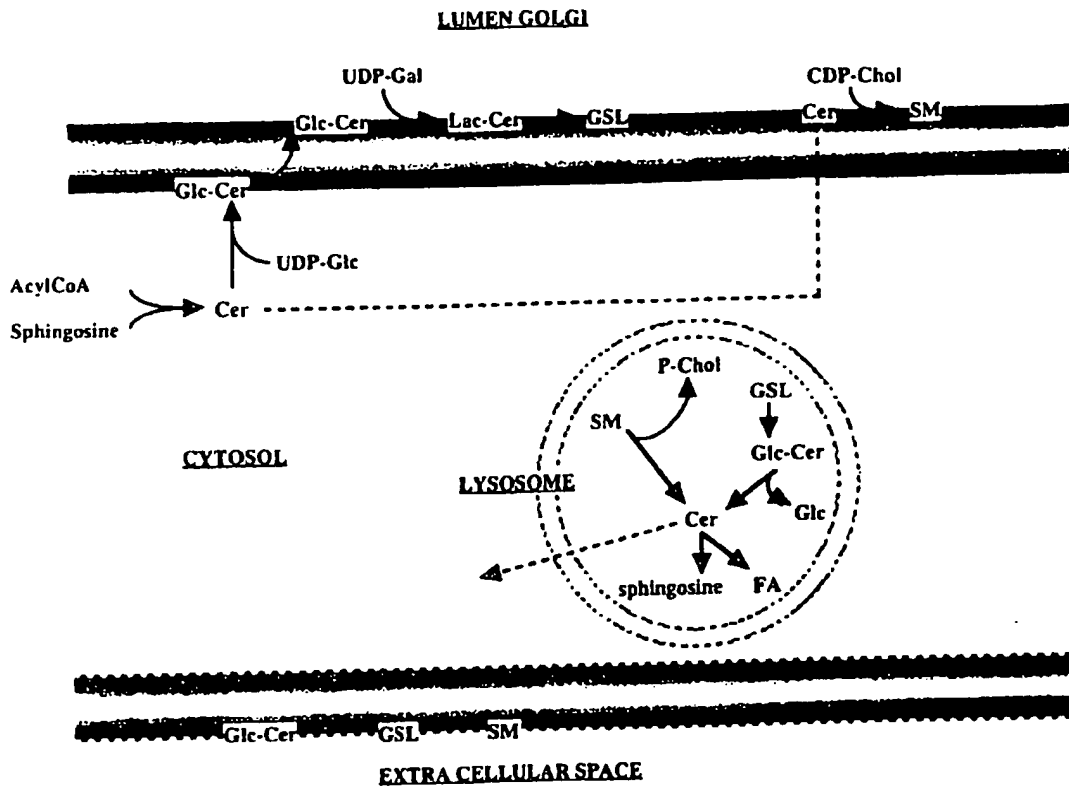 LUMEN GOLGI
UDP-Gal
CDP-Chol
Glc-Cer
Lac-Cer
GSL
Cer
SM
Glc-Cer
UDP-Glc
AcylCoA
Cer
Sphingosine
P-Chol
GSL
SM
Glc-Cer
CYTOSOL
LYSOSOME
Glc
Cer
sphingosine
FA
Glc-Cer
GSL
SM
EXTRA CELLULAR SPACE